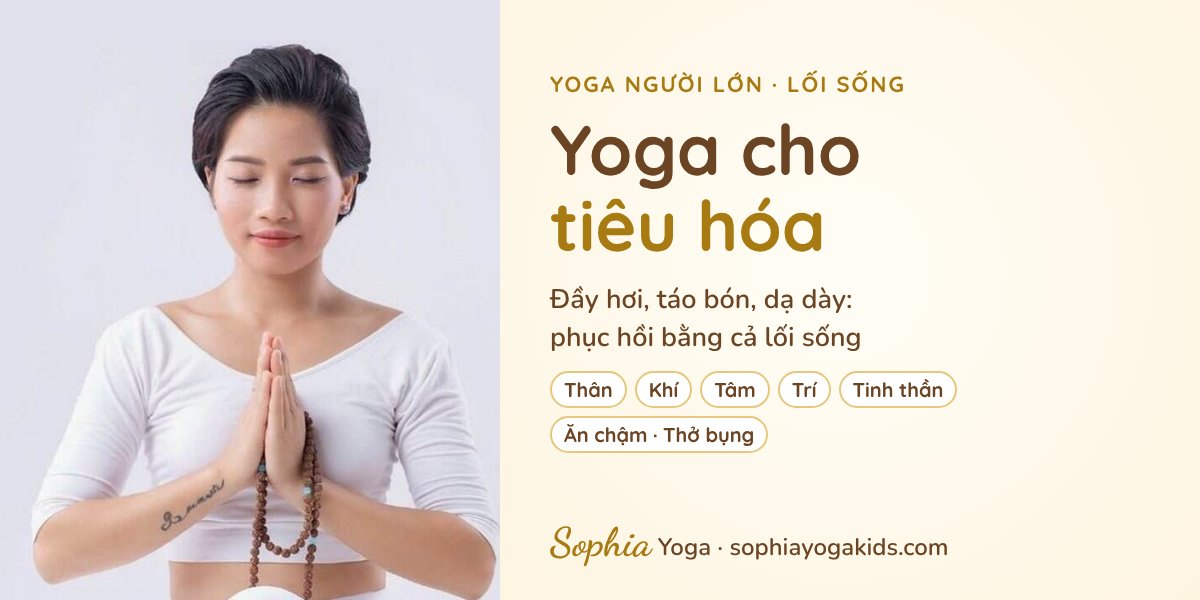 YOGA NGƯỜI LỚN · LỐI SỐNG
Yoga cho
tiêu hóa
Đầy hơi, táo bón, dạ dày:
phục hồi bằng cả lối sống
Thân Khí Tâm Trí Tinh thần
Ăn chậm · Thở bụng
Sophia Yoga · sophiayogakids.com